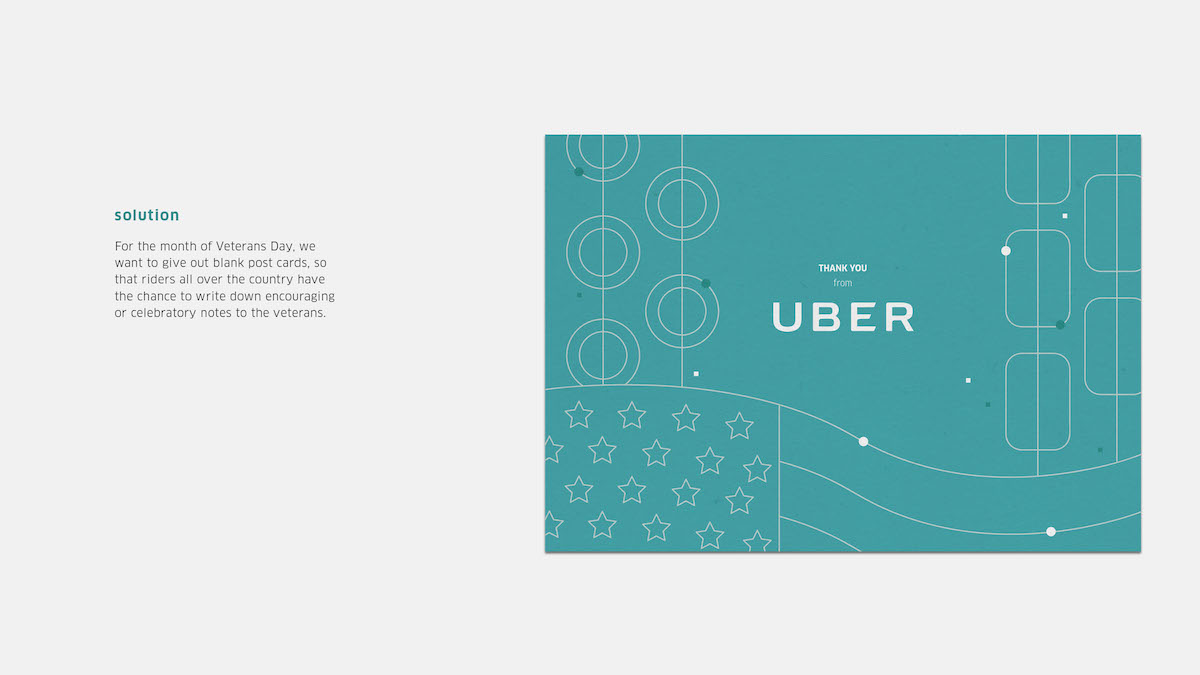 solution
For the month of Veterans Day, we
want to give out blank post cards, so
that riders all over the country have
the chance to write down encouraging
or celebratory notes to the veterans.
THANK YOU
from
UBER